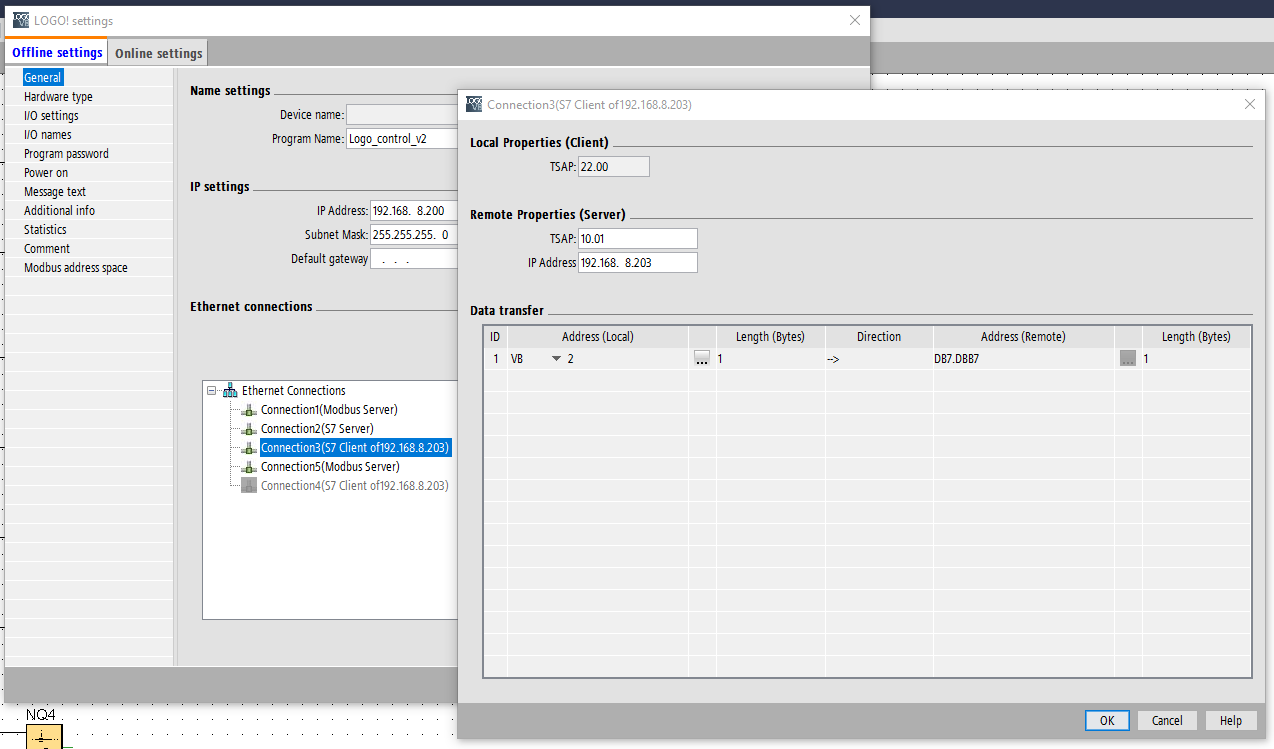 LOGO! settings
Offline settings
Online settings
General
Hardware type
I/O settings
I/O names
Program password
Power on
Message text
Additional info
Statistics
Comment
Modbus address space
Name settings
Device name:
Program Name: Logo_control_v2
IP settings
IP Address: 192.168. 8.200
Subnet Mask: 255.255.255. 0
Default gateway . . .
Ethernet connections
Ethernet Connections
Connection1(Modbus Server)
Connection2(S7 Server)
Connection3(S7 Client of192.168.8.203)
Connection5(Modbus Server)
Connection4(S7 Client of192.168.8.203)
Connection3(S7 Client of192.168.8.203)
Local Properties (Client)
TSAP: 22.00
Remote Properties (Server)
TSAP: 10.01
IP Address 192.168. 8.203
Data transfer
ID Address (Local) Length (Bytes) Direction Address (Remote) Length (Bytes)
1 VB 2 ... 1 --> DB7.DBB7 ... 1
OK Cancel Help
NQ4